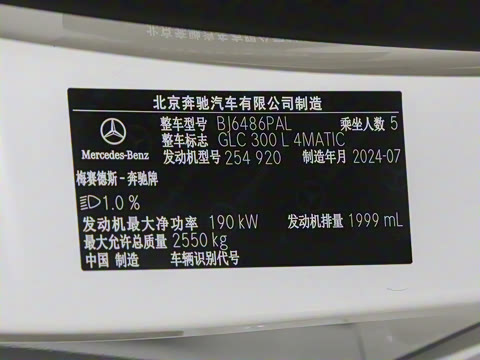 北京奔驰汽车有限公司制造
整车型号 BJ6486PAL 乘坐人数 5
整车标志 GLC 300 L 4MATIC
Mercedes-Benz 发动机型号 254 920 制造年月 2024-07
梅赛德斯-奔驰牌
1.0 %
发动机最大净功率 190 kW 发动机排量 1999 mL
最大允许总质量 2550 kg
中国 制造 车辆识别代号